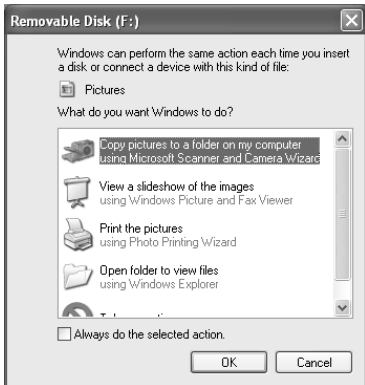 Removable Disk (F:)
Windows can perform the same action each time you insert
a disk or connect a device with this kind of file:
Pictures
What do you want Windows to do?
Copy pictures to a folder on my computer
using Microsoft Scanner and Camera Wizard
View a slideshow of the images
using Windows Picture and Fax Viewer
Print the pictures
using Photo Printing Wizard
Open folder to view files
using Windows Explorer
Always do the selected action.
OK
Cancel